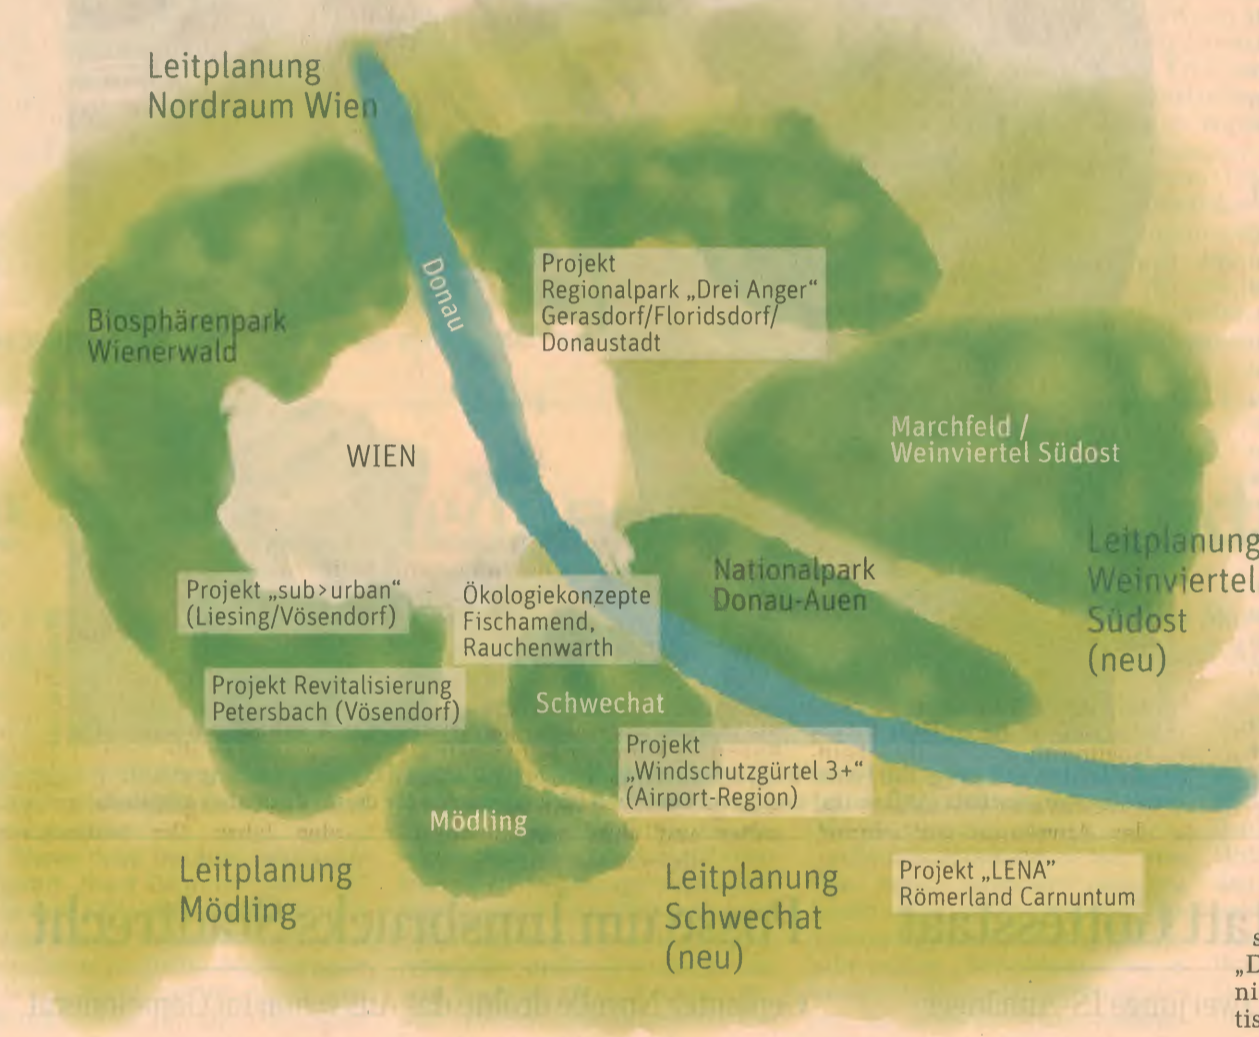 Leitplanung
Nordraum Wien
Donau
Projekt
Regionalpark „Drei Anger“
Gerasdorf/Floridsdorf/
Donaustadt
Biosphärenpark
Wienerwald
WIEN
Marchfeld /
Weinviertel Südost
Leitplanung
Weinviertel
Südost
(neu)
Nationalpark
Donau-Auen
Projekt „sub>urban“
(Liesing/Vösendorf)
Ökologiekonzepte
Fischamend,
Rauchenwarth
Projekt Revitalisierung
Petersbach (Vösendorf)
Schwechat
Projekt
„Windschutzgürtel 3+“
(Airport-Region)
Mödling
Leitplanung
Mödling
Leitplanung
Schwechat
(neu)
Projekt „LENA”
Römerland Carnuntum
s
„D
ni
tis